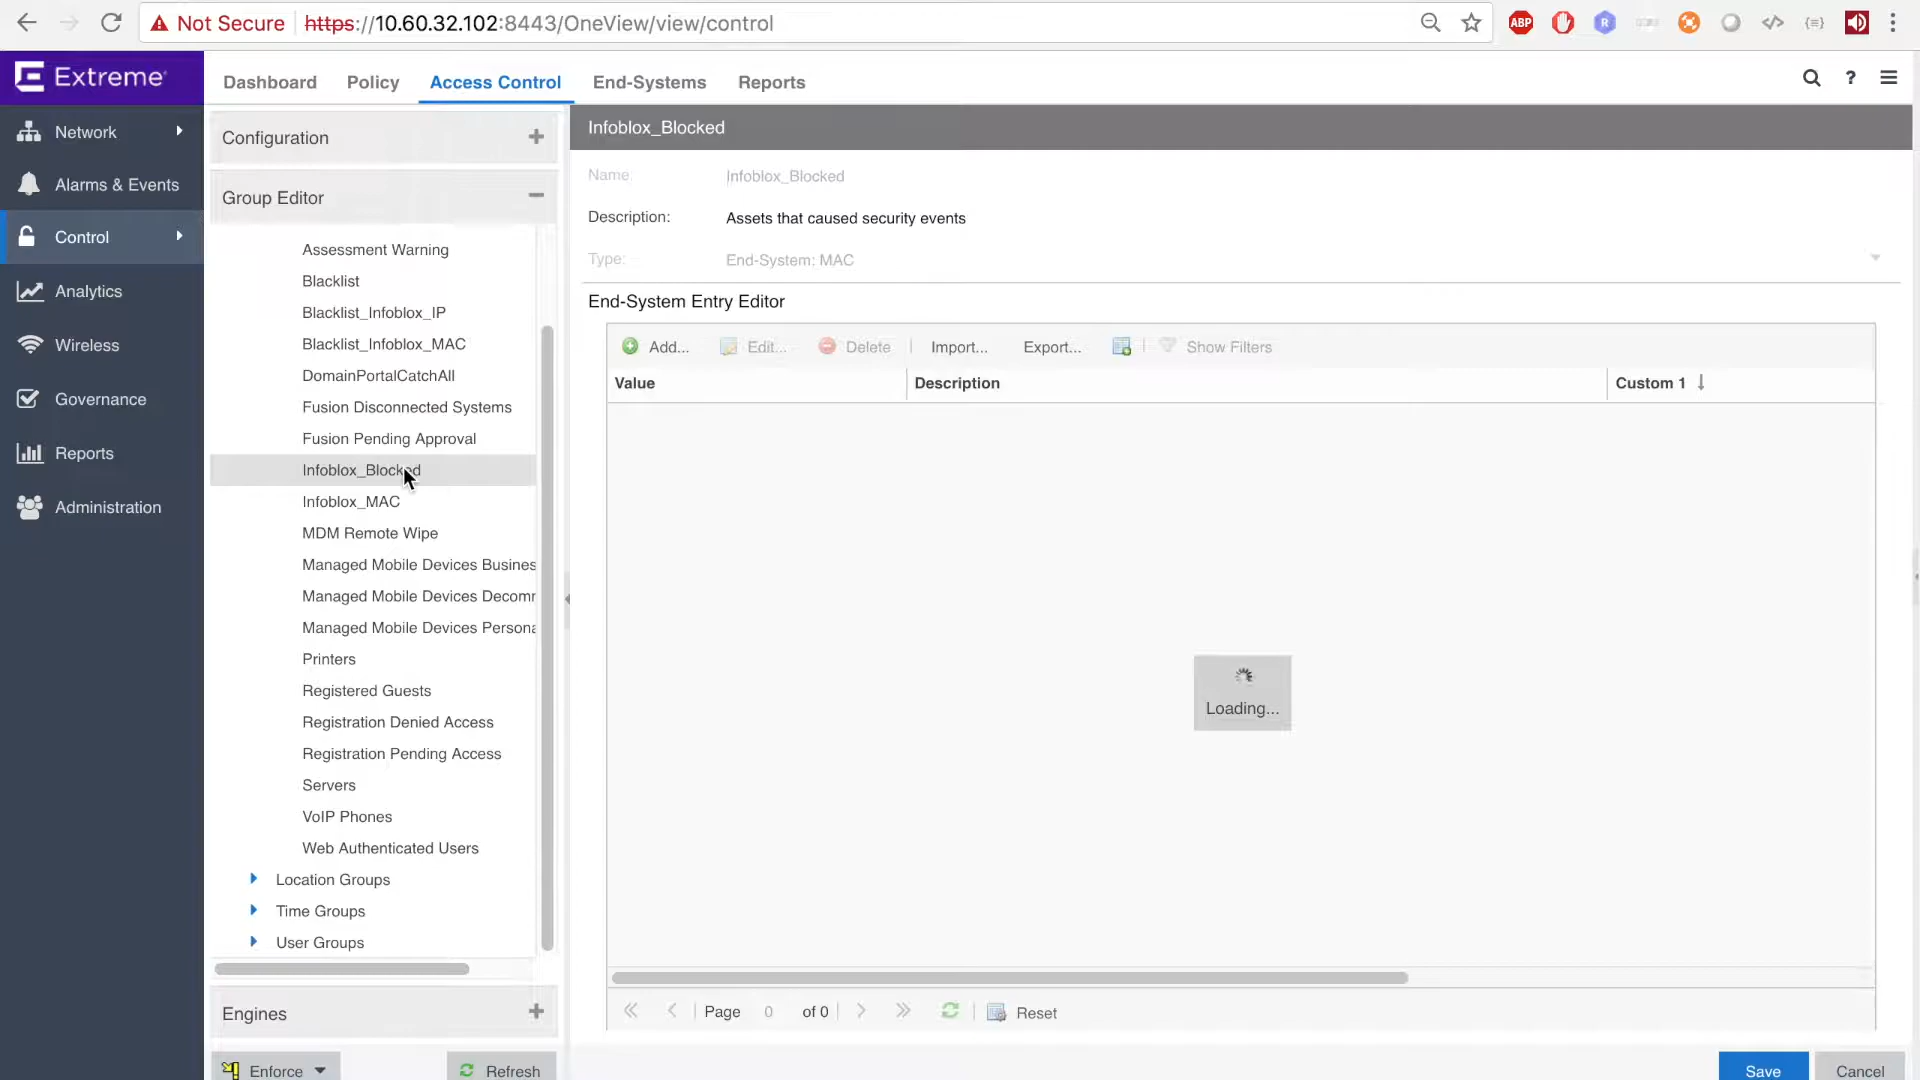 Not Secure https://10.60.32.102:8443/OneView/view/control
ABP
R
Extreme
Dashboard Policy Access Control End-Systems Reports
?
Network
Alarms & Events
Control
Analytics
Wireless
Governance
Reports
Administration
Configuration
Group Editor
Assessment Warning
Blacklist
Blacklist_Infoblox_IP
Blacklist_Infoblox_MAC
DomainPortalCatchAll
Fusion Disconnected Systems
Fusion Pending Approval
Infoblox_Blocked
Infoblox_MAC
MDM Remote Wipe
Managed Mobile Devices Busines
Managed Mobile Devices Decomr
Managed Mobile Devices Persona
Printers
Registered Guests
Registration Denied Access
Registration Pending Access
Servers
VoIP Phones
Web Authenticated Users
Location Groups
Time Groups
User Groups
Engines
Enforce Refresh
Infoblox_Blocked
Name: Infoblox_Blocked
Description: Assets that caused security events
Type: End-System: MAC
End-System Entry Editor
Add... Edit... Delete Import... Export... Show Filters
Value Description Custom 1
Loading...
Page 0 of 0 Reset
Save Cancel